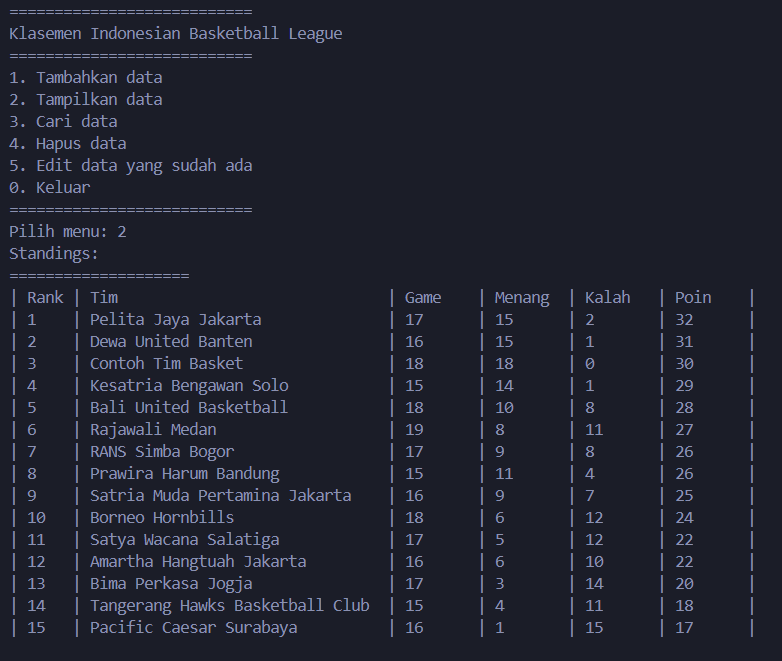 ===========================
Klasemen Indonesian Basketball League
===========================
1. Tambahkan data
2. Tampilkan data
3. Cari data
4. Hapus data
5. Edit data yang sudah ada
0. Keluar
===========================
Pilih menu: 2
Standings:
====================
| Rank | Tim                              | Game    | Menang  | Kalah   | Poin    |
| 1    | Pelita Jaya Jakarta              | 17      | 15      | 2       | 32      |
| 2    | Dewa United Banten               | 16      | 15      | 1       | 31      |
| 3    | Contoh Tim Basket                | 18      | 18      | 0       | 30      |
| 4    | Kesatria Bengawan Solo           | 15      | 14      | 1       | 29      |
| 5    | Bali United Basketball           | 18      | 10      | 8       | 28      |
| 6    | Rajawali Medan                   | 19      | 8       | 11      | 27      |
| 7    | RANS Simba Bogor                 | 17      | 9       | 8       | 26      |
| 8    | Prawira Harum Bandung            | 15      | 11      | 4       | 26      |
| 9    | Satria Muda Pertamina Jakarta    | 16      | 9       | 7       | 25      |
| 10   | Borneo Hornbills                 | 18      | 6       | 12      | 24      |
| 11   | Satya Wacana Salatiga            | 17      | 5       | 12      | 22      |
| 12   | Amartha Hangtuah Jakarta         | 16      | 6       | 10      | 22      |
| 13   | Bima Perkasa Jogja               | 17      | 3       | 14      | 20      |
| 14   | Tangerang Hawks Basketball Club  | 15      | 4       | 11      | 18      |
| 15   | Pacific Caesar Surabaya          | 16      | 1       | 15      | 17      |